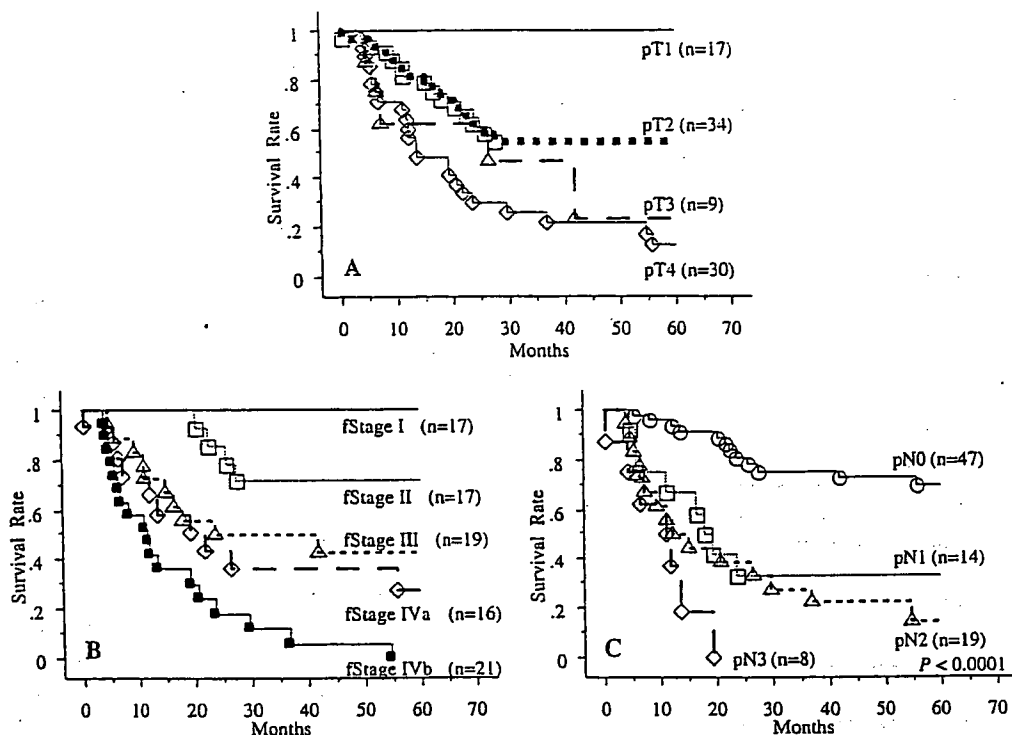 1
.8
.6
.4
.2
0
Survival Rate
A
pT1 (n=17)
pT2 (n=34)
pT3 (n=9)
pT4 (n=30)
0 10 20 30 40 50 60 70
Months
1
.8
.6
.4
.2
0
Survival Rate
B
fStage I (n=17)
fStage II (n=17)
fStage III (n=19)
fStage IVa (n=16)
fStage IVb (n=21)
0 10 20 30 40 50 60 70
Months
1
.8
.6
.4
.2
0
Survival Rate
C
pN0 (n=47)
pN1 (n=14)
pN2 (n=19)
pN3 (n=8)
P < 0.0001
0 10 20 30 40 50 60 70
Months